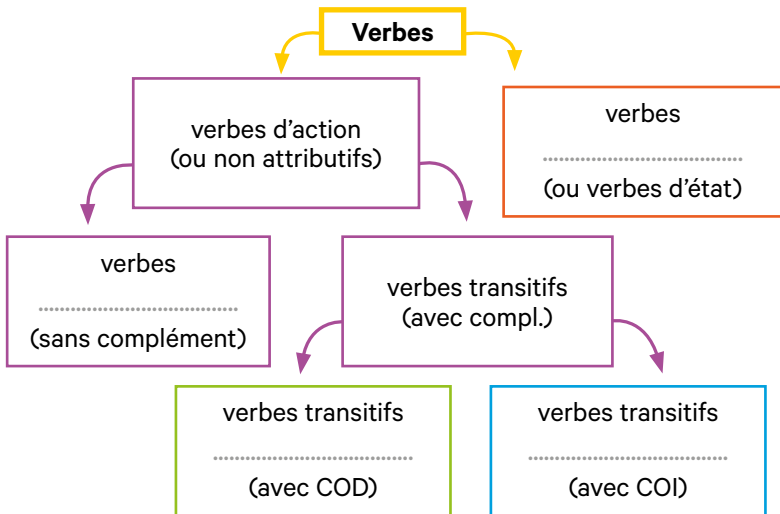 Verbes
verbes d'action
(ou non attributifs)
verbes
........................................
(ou verbes d'état)
verbes
........................................
(sans complément)
verbes transitifs
(avec compl.)
verbes transitifs
........................................
(avec COD)
verbes transitifs
........................................
(avec COI)